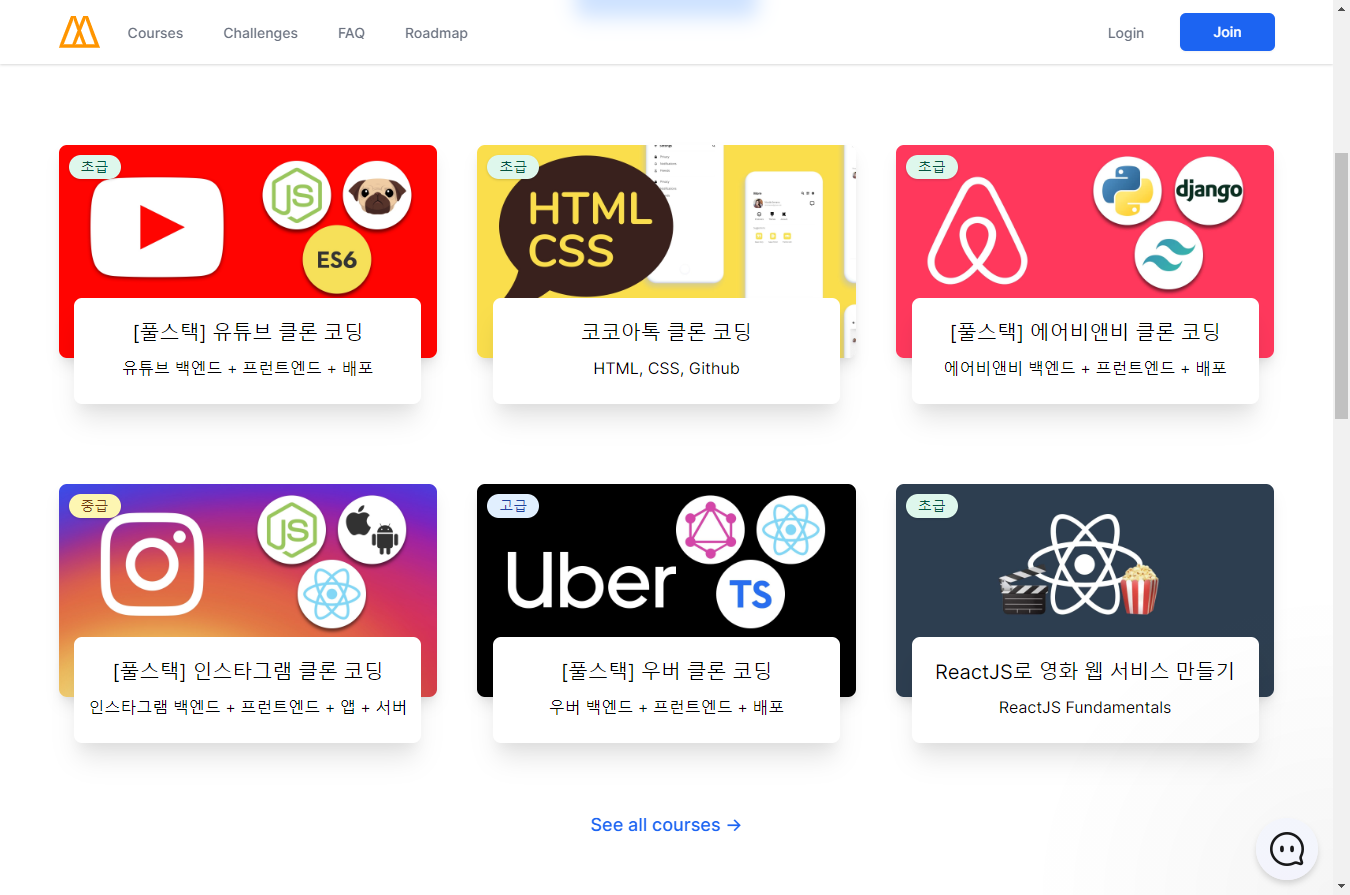 Courses
Challenges
FAQ
Roadmap
Login
Join
초급
JS
ES6
[풀스택] 유튜브 클론 코딩
유튜브 백엔드 + 프런트엔드 + 배포
초급
HTML
CSS
코코아톡 클론 코딩
HTML, CSS, Github
초급
django
[풀스택] 에어비앤비 클론 코딩
에어비앤비 백엔드 + 프런트엔드 + 배포
중급
JS
[풀스택] 인스타그램 클론 코딩
인스타그램 백엔드 + 프런트엔드 + 앱 + 서버
고급
Uber
TS
[풀스택] 우버 클론 코딩
우버 백엔드 + 프런트엔드 + 배포
초급
ReactJS로 영화 웹 서비스 만들기
ReactJS Fundamentals
See all courses →